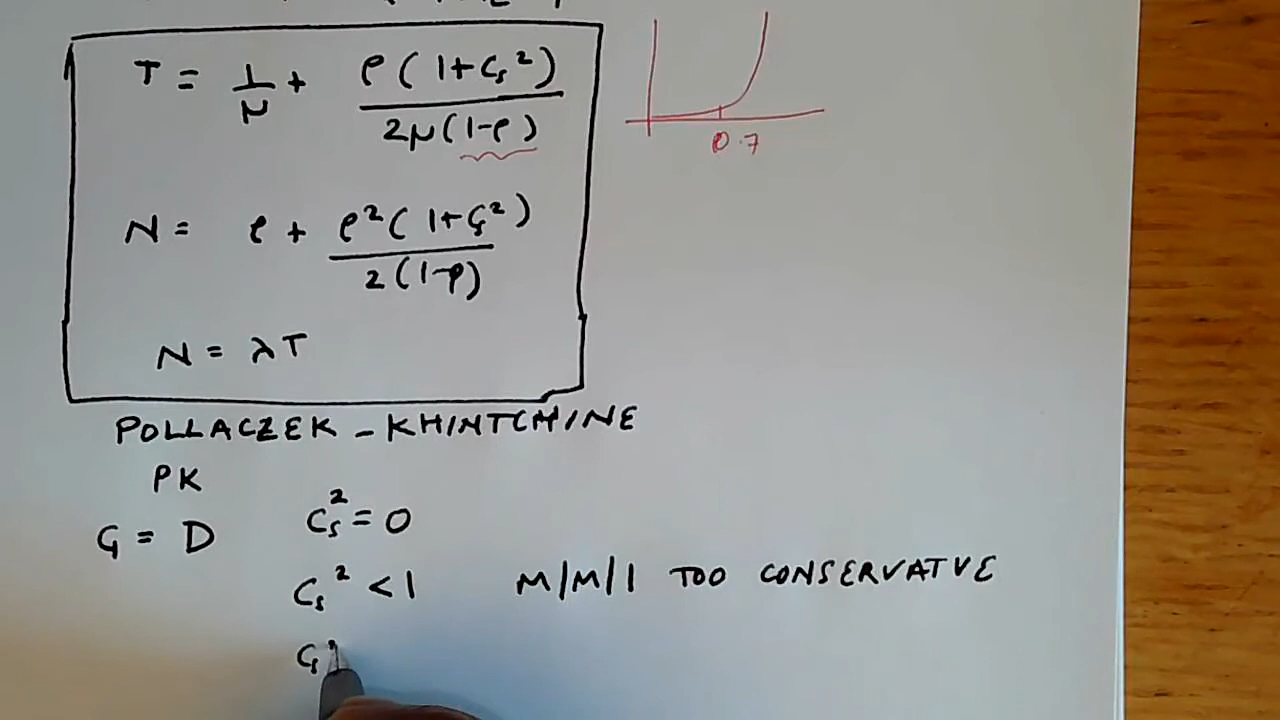 T = 1/μ + ρ(1+Cs²)/2μ(1-ρ)
0.7
N = ρ + ρ²(1+Cs²)/2(1-ρ)
N = λT
POLLACZEK - KHINTCHINE
PK
G = D Cs² = 0
Cs² < 1 M/M/1 TOO CONSERVATVE
Cs²